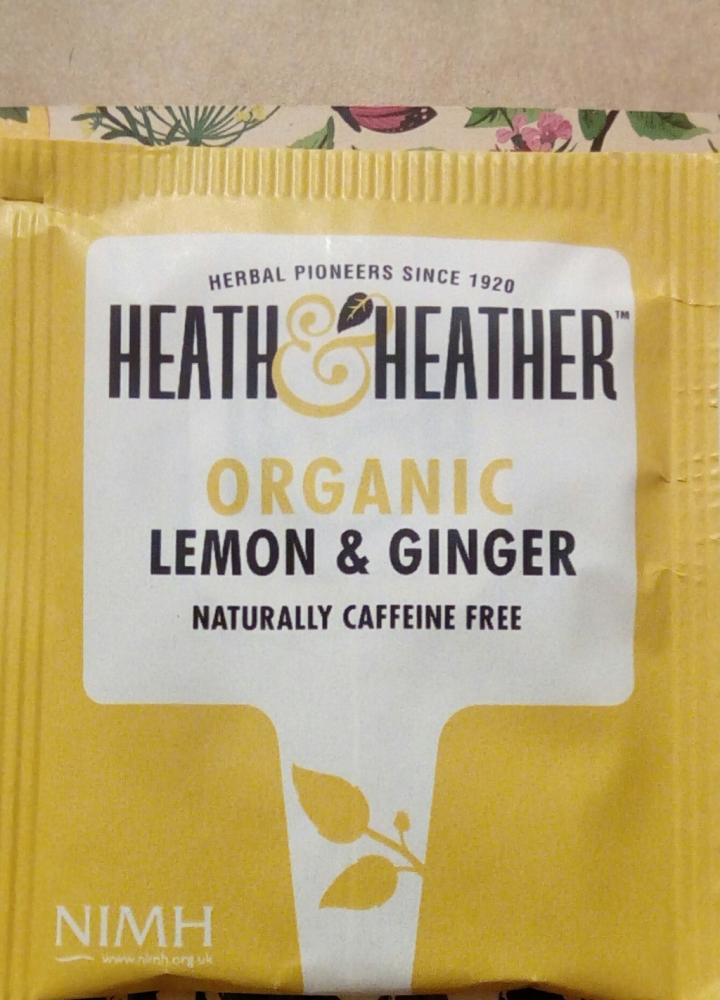 HERBAL PIONEERS SINCE 1920
HEATH & HEATHER™
ORGANIC
LEMON & GINGER
NATURALLY CAFFEINE FREE
NIMH
www.nimh.org.uk